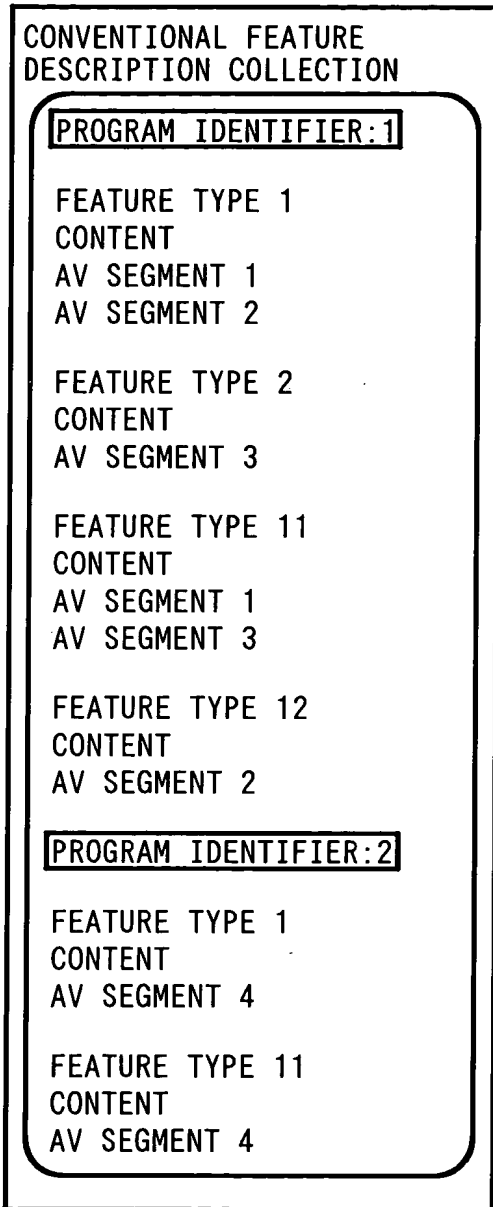 CONVENTIONAL FEATURE
DESCRIPTION COLLECTION
PROGRAM IDENTIFIER:1
FEATURE TYPE 1
CONTENT
AV SEGMENT 1
AV SEGMENT 2
FEATURE TYPE 2
CONTENT
AV SEGMENT 3
FEATURE TYPE 11
CONTENT
AV SEGMENT 1
AV SEGMENT 3
FEATURE TYPE 12
CONTENT
AV SEGMENT 2
PROGRAM IDENTIFIER:2
FEATURE TYPE 1
CONTENT
AV SEGMENT 4
FEATURE TYPE 11
CONTENT
AV SEGMENT 4